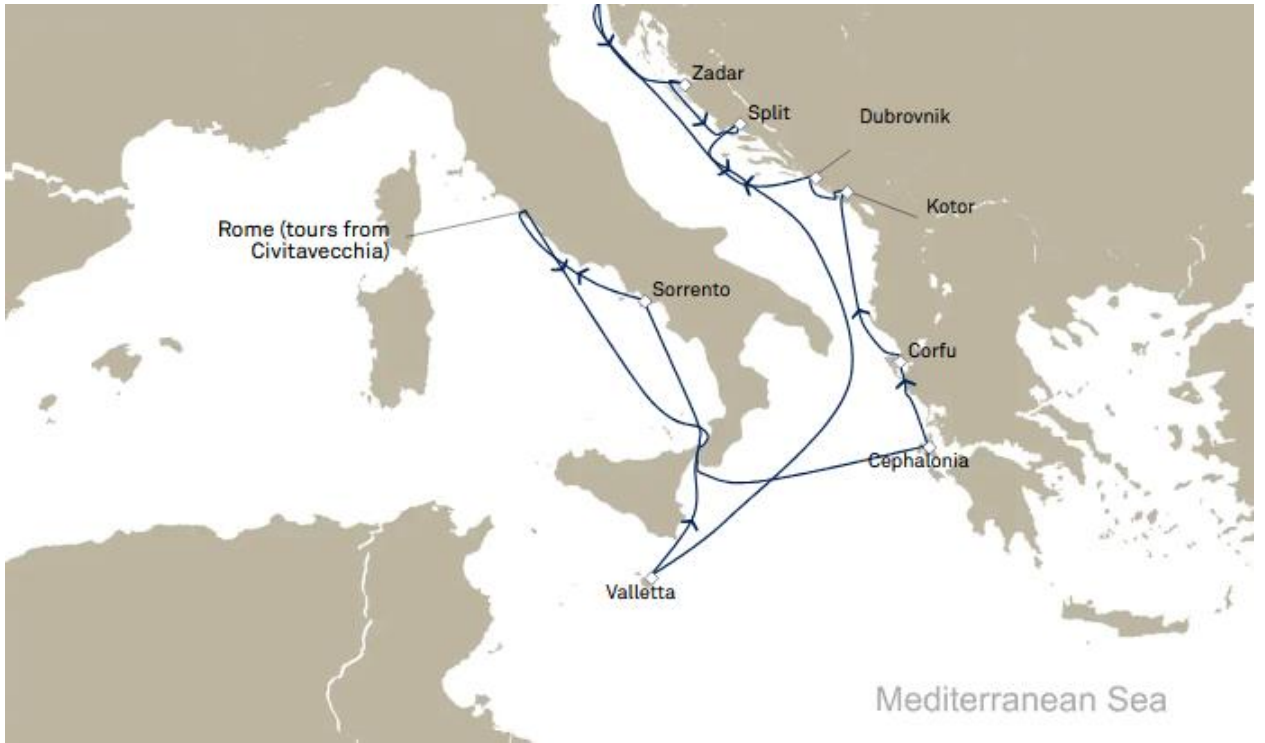 Zadar
Split
Dubrovnik
Kotor
Rome (tours from
Civitavecchia)
Sorrento
Corfu
Cephalonia
Valletta
Mediterranean Sea